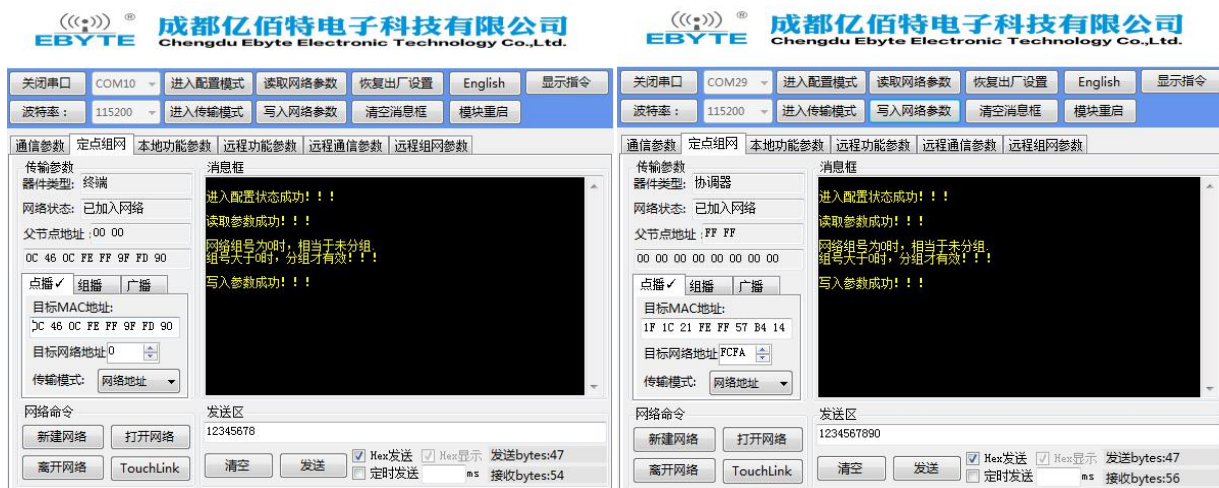 EBYTE ® 成都亿佰特电子科技有限公司
Chengdu Ebyte Electronic Technology Co.,Ltd.
关闭串口 COM10 进入配置模式 读取网络参数 恢复出厂设置 English 显示指令
波特率： 115200 进入传输模式 写入网络参数 清空消息框 模块重启
通信参数 定点组网 本地功能参数 远程功能参数 远程通信参数 远程组网参数
传输参数
器件类型: 终端
网络状态: 已加入网络
父节点地址:00 00
0C 46 0C FE FF 9F FD 90
点播✓ 组播 广播
目标MAC地址:
0C 46 0C FE FF 9F FD 90
目标网络地址 0
传输模式: 网络地址
消息框
进入配置状态成功！！！
读取参数成功！！！
网络组号为0时，相当于未分组，
组号大于0时，分组才有效！！！
写入参数成功！！！
网络命令
新建网络 打开网络
离开网络 TouchLink
发送区
12345678
清空 发送 Hex发送 Hex显示 发送bytes:47
定时发送 ms 接收bytes:54
EBYTE ® 成都亿佰特电子科技有限公司
Chengdu Ebyte Electronic Technology Co.,Ltd.
关闭串口 COM29 进入配置模式 读取网络参数 恢复出厂设置 English 显示指令
波特率： 115200 进入传输模式 写入网络参数 清空消息框 模块重启
通信参数 定点组网 本地功能参数 远程功能参数 远程通信参数 远程组网参数
传输参数
器件类型: 协调器
网络状态: 已加入网络
父节点地址:FF FF
00 00 00 00 00 00 00 00
点播✓ 组播 广播
目标MAC地址:
1F 1C 21 FE FF 57 B4 14
目标网络地址 FCFA
传输模式: 网络地址
消息框
进入配置状态成功！！！
读取参数成功！！！
网络组号为0时，相当于未分组，
组号大于0时，分组才有效！！！
写入参数成功！！！
网络命令
新建网络 打开网络
离开网络 TouchLink
发送区
1234567890
清空 发送 Hex发送 Hex显示 发送bytes:47
定时发送 ms 接收bytes:56